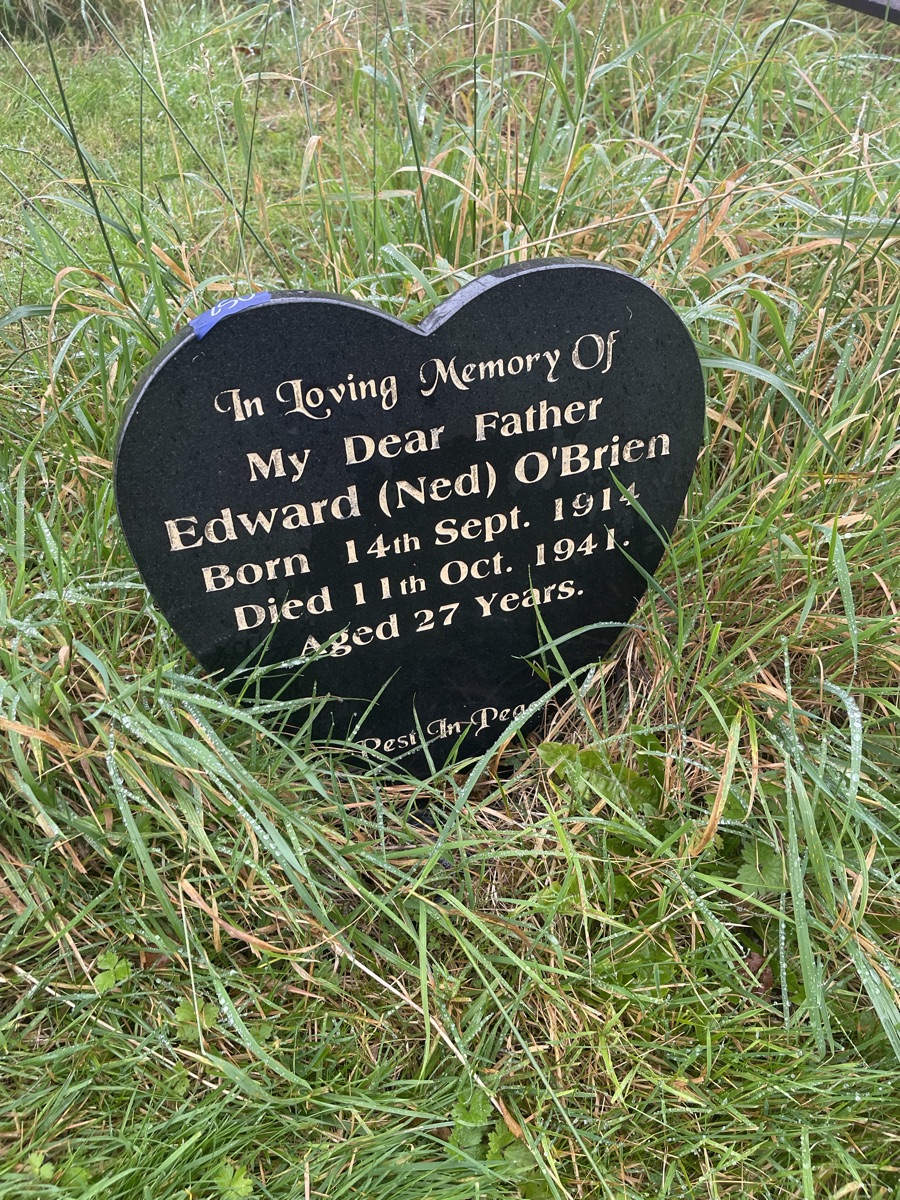 In Loving Memory Of
My Dear Father
Edward (Ned) O'Brien
Born 14th Sept. 1914
Died 11th Oct. 1941.
Aged 27 Years.
Rest In